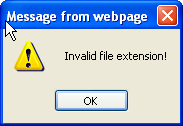 Message from webpage
Invalid file extension!
OK